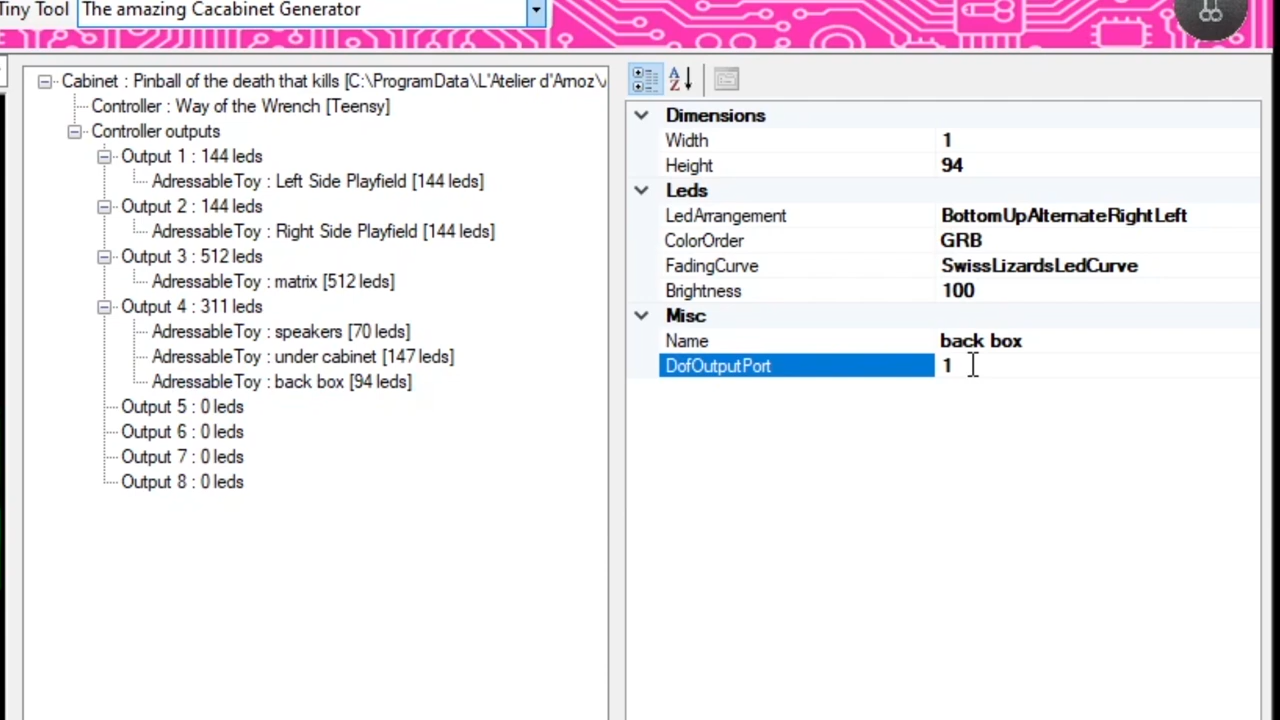 Tiny Tool The amazing Cacabinet Generator
Cabinet : Pinball of the death that kills [C:\ProgramData\L'Atelier d'Amoz\
Controller : Way of the Wrench [Teensy]
Controller outputs
Output 1 : 144 leds
AdressableToy : Left Side Playfield [144 leds]
Output 2 : 144 leds
AdressableToy : Right Side Playfield [144 leds]
Output 3 : 512 leds
AdressableToy : matrix [512 leds]
Output 4 : 311 leds
AdressableToy : speakers [70 leds]
AdressableToy : under cabinet [147 leds]
AdressableToy : back box [94 leds]
Output 5 : 0 leds
Output 6 : 0 leds
Output 7 : 0 leds
Output 8 : 0 leds
A Z
Dimensions
Width 1
Height 94
Leds
LedArrangement BottomUpAlternateRightLeft
ColorOrder GRB
FadingCurve SwissLizardsLedCurve
Brightness 100
Misc
Name back box
DofOutputPort 1